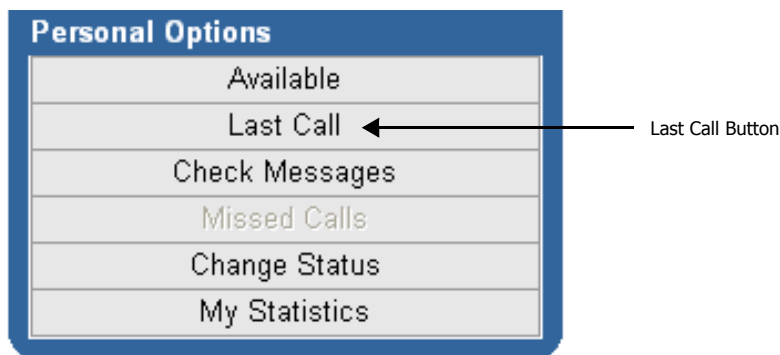 Personal Options
Available
Last Call
Last Call Button
Check Messages
Missed Calls
Change Status
My Statistics